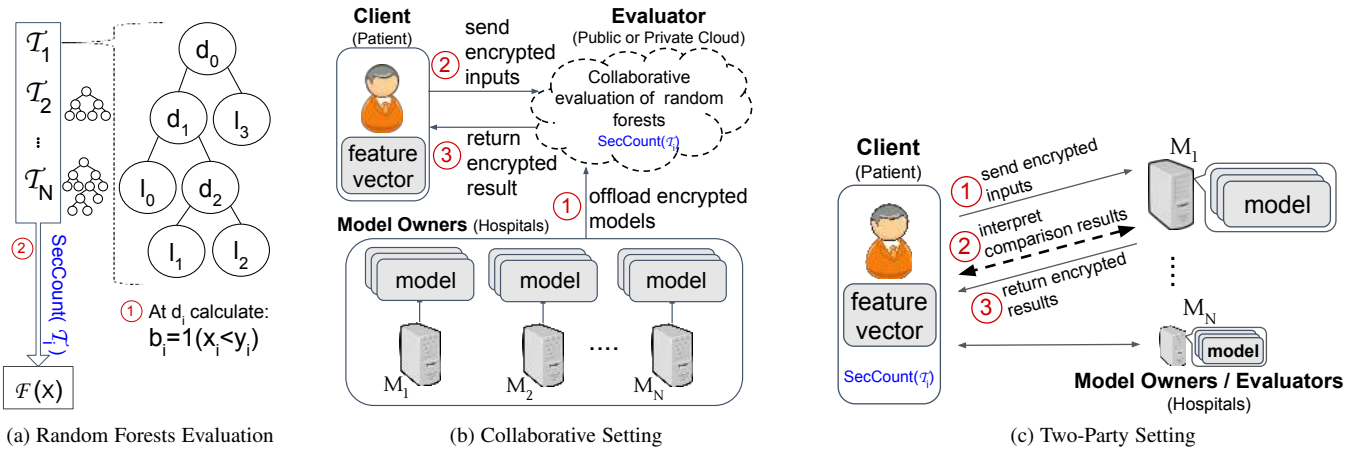 𝒯1
𝒯2
⋮
𝒯N
②
SecCount(𝒯i)
ℱ(x)
d0
d1
l3
l0
d2
l1
l2
① At di calculate:
bi=1(xi<yi)
(a) Random Forests Evaluation
Client
(Patient)
feature
vector
② send
encrypted
inputs
③ return
encrypted
result
Evaluator
(Public or Private Cloud)
Collaborative
evaluation of random
forests
SecCount(𝒯i)
① offload encrypted
models
Model Owners (Hospitals)
model
model
model
M1
M2
....
MN
(b) Collaborative Setting
Client
(Patient)
feature
vector
SecCount(𝒯i)
① send encrypted
inputs
② interpret
comparison results
③ return encrypted
results
M1
model
⋮
MN
model
Model Owners / Evaluators
(Hospitals)
(c) Two-Party Setting